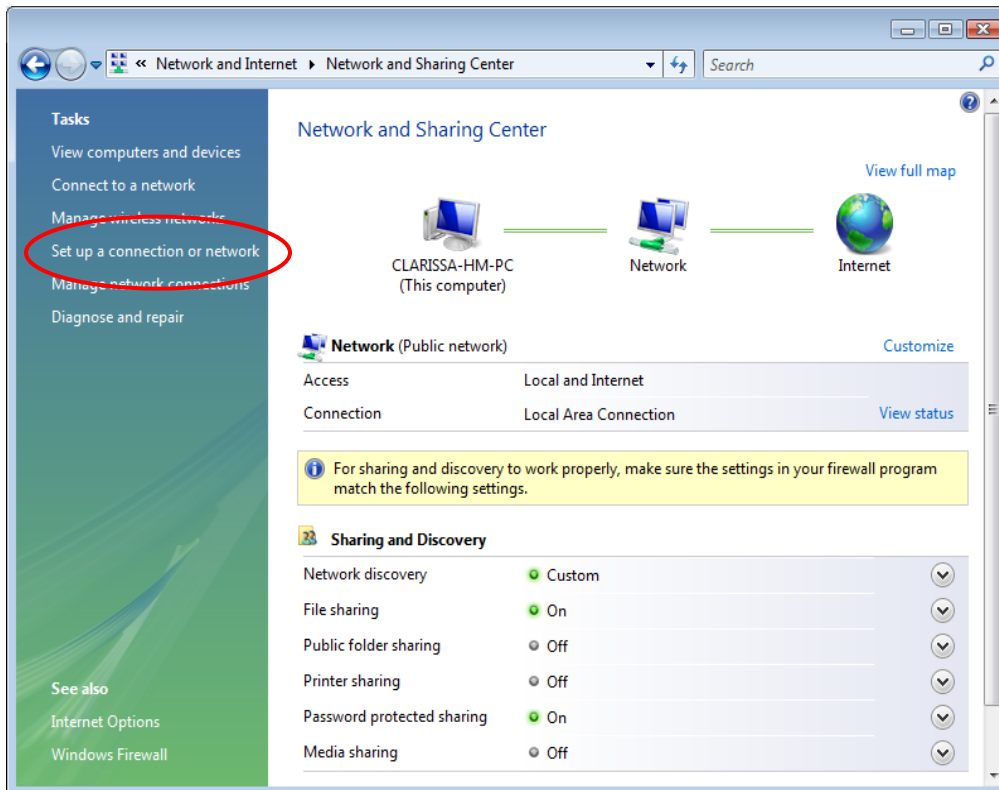 « Network and Internet ▸ Network and Sharing Center
Search
Tasks
View computers and devices
Connect to a network
Manage wireless networks
Set up a connection or network
Manage network connections
Diagnose and repair
See also
Internet Options
Windows Firewall
Network and Sharing Center
View full map
CLARISSA-HM-PC
(This computer)
Network
Internet
Network (Public network)
Customize
Access Local and Internet
Connection Local Area Connection View status
For sharing and discovery to work properly, make sure the settings in your firewall program
match the following settings.
Sharing and Discovery
Network discovery Custom
File sharing On
Public folder sharing Off
Printer sharing Off
Password protected sharing On
Media sharing Off